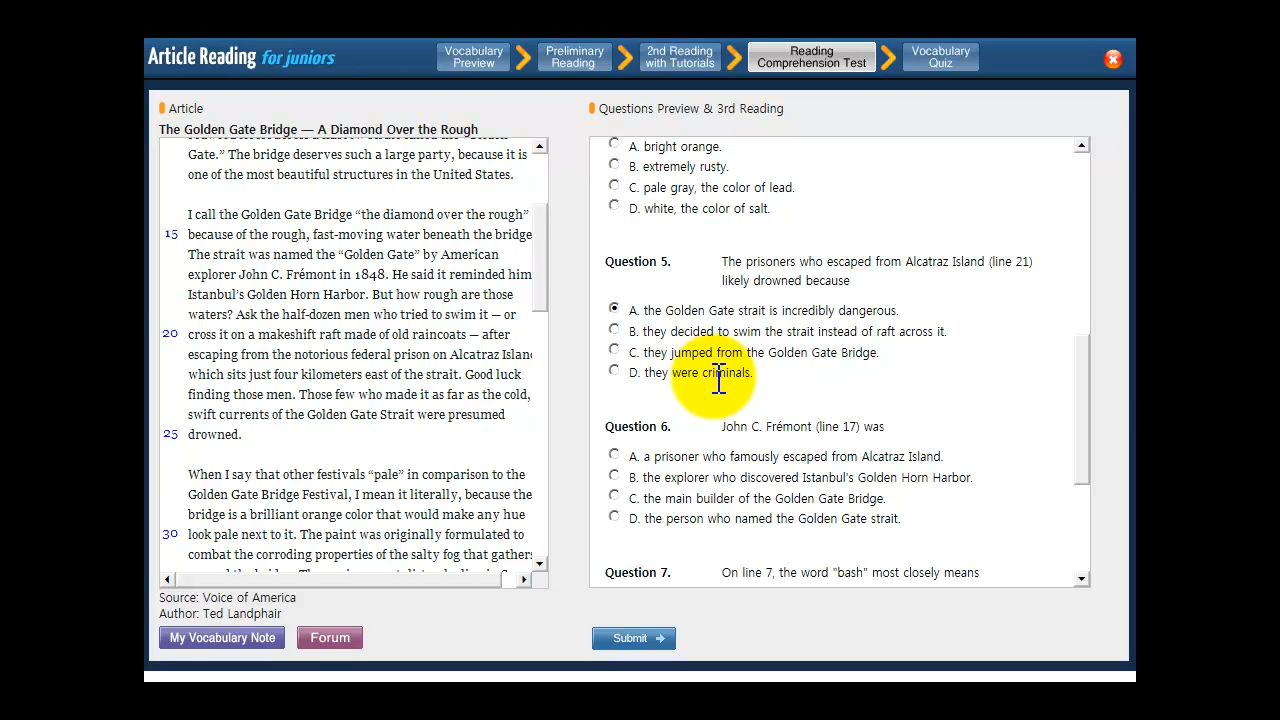 Article Reading for juniors
Vocabulary Preview
Preliminary Reading
2nd Reading with Tutorials
Reading Comprehension Test
Vocabulary Quiz
Article
The Golden Gate Bridge — A Diamond Over the Rough
Gate.” The bridge deserves such a large party, because it is
one of the most beautiful structures in the United States.
I call the Golden Gate Bridge “the diamond over the rough”
15 because of the rough, fast-moving water beneath the bridge
The strait was named the “Golden Gate” by American
explorer John C. Frémont in 1848. He said it reminded him
Istanbul’s Golden Horn Harbor. But how rough are those
waters? Ask the half-dozen men who tried to swim it — or
20 cross it on a makeshift raft made of old raincoats — after
escaping from the notorious federal prison on Alcatraz Island
which sits just four kilometers east of the strait. Good luck
finding those men. Those few who made it as far as the cold,
swift currents of the Golden Gate Strait were presumed
25 drowned.
When I say that other festivals “pale” in comparison to the
Golden Gate Bridge Festival, I mean it literally, because the
bridge is a brilliant orange color that would make any hue
30 look pale next to it. The paint was originally formulated to
combat the corroding properties of the salty fog that gathers
Source: Voice of America
Author: Ted Landphair
My Vocabulary Note
Forum
Questions Preview & 3rd Reading
A. bright orange.
B. extremely rusty.
C. pale gray, the color of lead.
D. white, the color of salt.
Question 5. The prisoners who escaped from Alcatraz Island (line 21)
likely drowned because
A. the Golden Gate strait is incredibly dangerous.
B. they decided to swim the strait instead of raft across it.
C. they jumped from the Golden Gate Bridge.
D. they were criminals.
Question 6. John C. Frémont (line 17) was
A. a prisoner who famously escaped from Alcatraz Island.
B. the explorer who discovered Istanbul's Golden Horn Harbor.
C. the main builder of the Golden Gate Bridge.
D. the person who named the Golden Gate strait.
Question 7. On line 7, the word "bash" most closely means
Submit